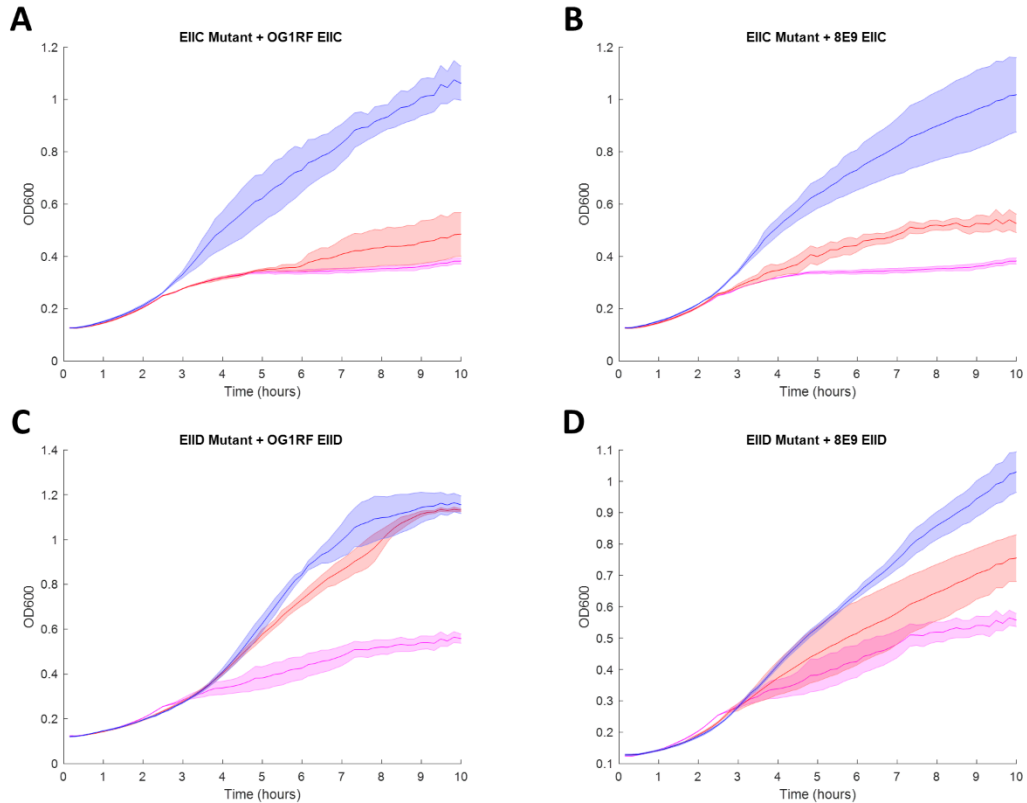 A
EIIC Mutant + OG1RF EIIC
1.2
1
0.8
0.6
0.4
0.2
0
OD600
0 1 2 3 4 5 6 7 8 9 10
Time (hours)
B
EIIC Mutant + 8E9 EIIC
1.2
1
0.8
0.6
0.4
0.2
0
OD600
0 1 2 3 4 5 6 7 8 9 10
Time (hours)
C
EIID Mutant + OG1RF EIID
1.4
1.2
1
0.8
0.6
0.4
0.2
0
OD600
0 1 2 3 4 5 6 7 8 9 10
Time (hours)
D
EIID Mutant + 8E9 EIID
1.1
1
0.9
0.8
0.7
0.6
0.5
0.4
0.3
0.2
0.1
OD600
0 1 2 3 4 5 6 7 8 9 10
Time (hours)